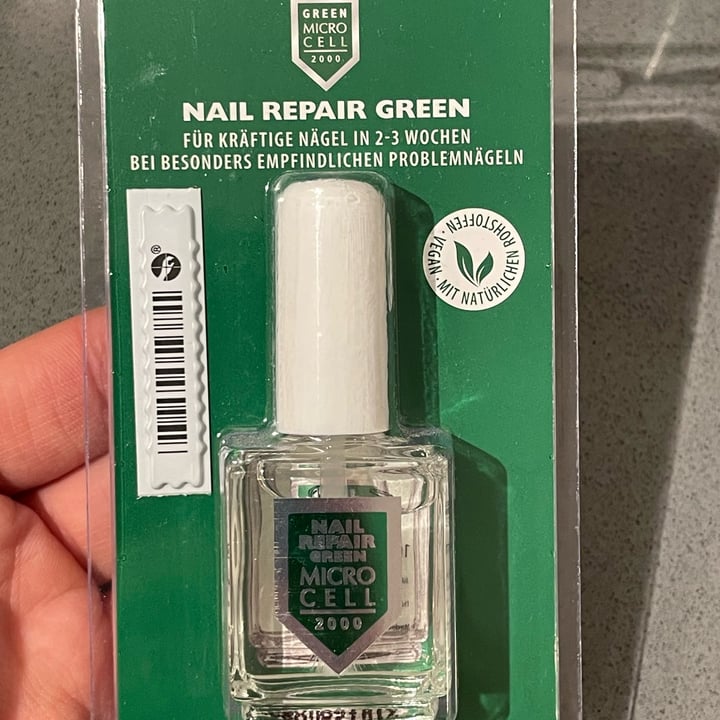 GREEN
MICRO
CELL
2000
NAIL REPAIR GREEN
FÜR KRÄFTIGE NÄGEL IN 2-3 WOCHEN
BEI BESONDERS EMPFINDLICHEN PROBLEMNÄGELN
VEGAN · MIT NATÜRLICHEN ROHSTOFFEN ·
®
NAIL
REPAIR
GREEN
MICRO
CELL
2000